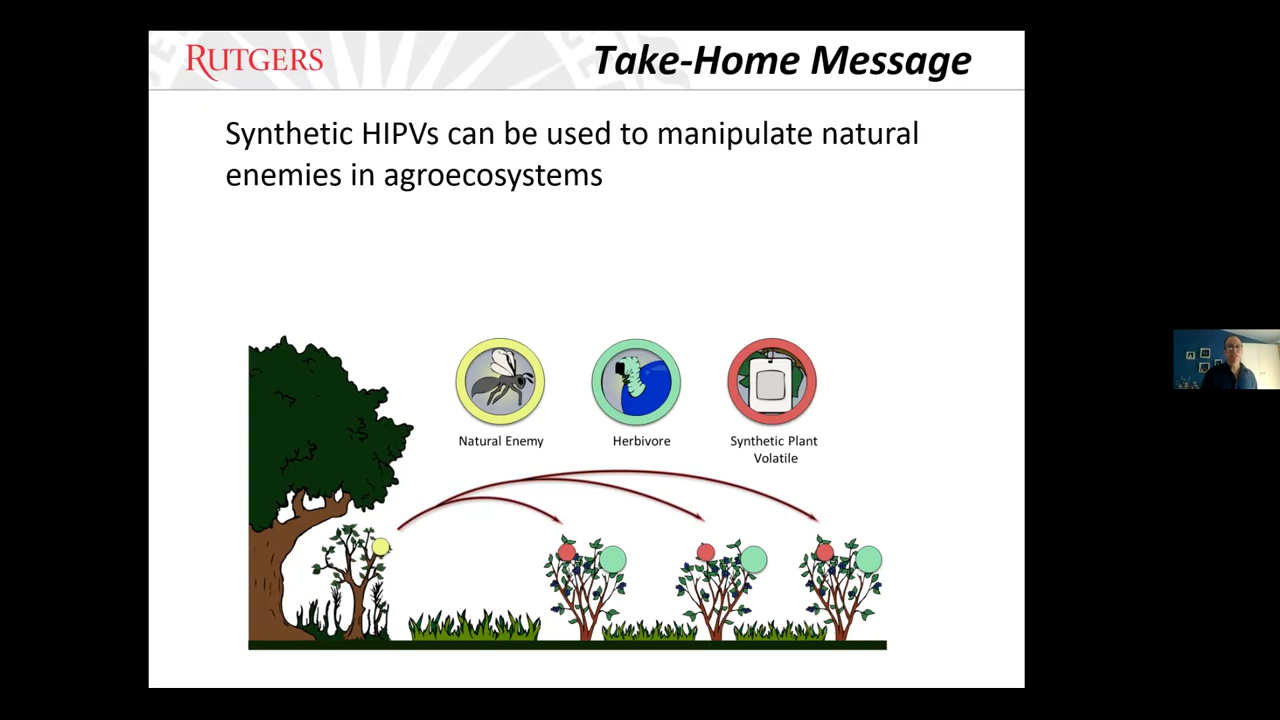 RUTGERS
Take-Home Message
Synthetic HIPVs can be used to manipulate natural
enemies in agroecosystems
Natural Enemy
Herbivore
Synthetic Plant
Volatile